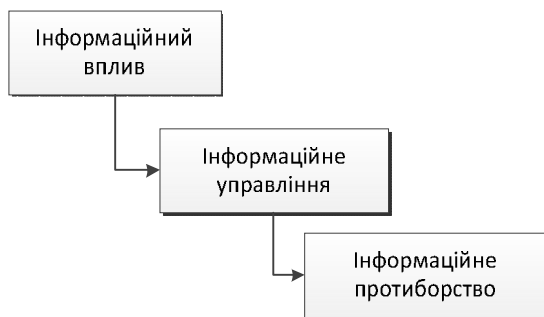 Інформаційний
вплив
Інформаційне
управління
Інформаційне
протиборство